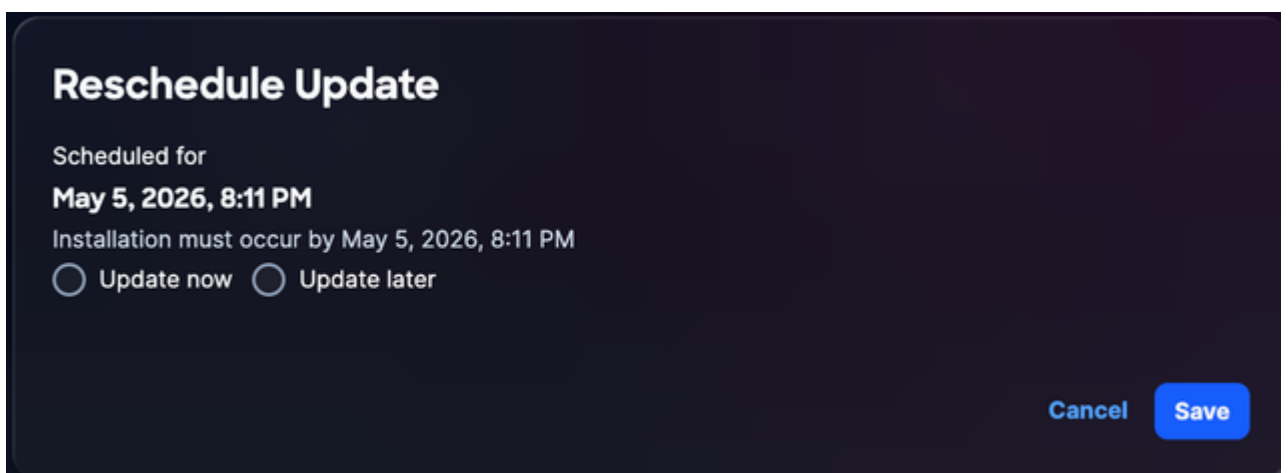 Reschedule Update
Scheduled for
May 5, 2026, 8:11 PM
Installation must occur by May 5, 2026, 8:11 PM
Update now Update later
Cancel Save